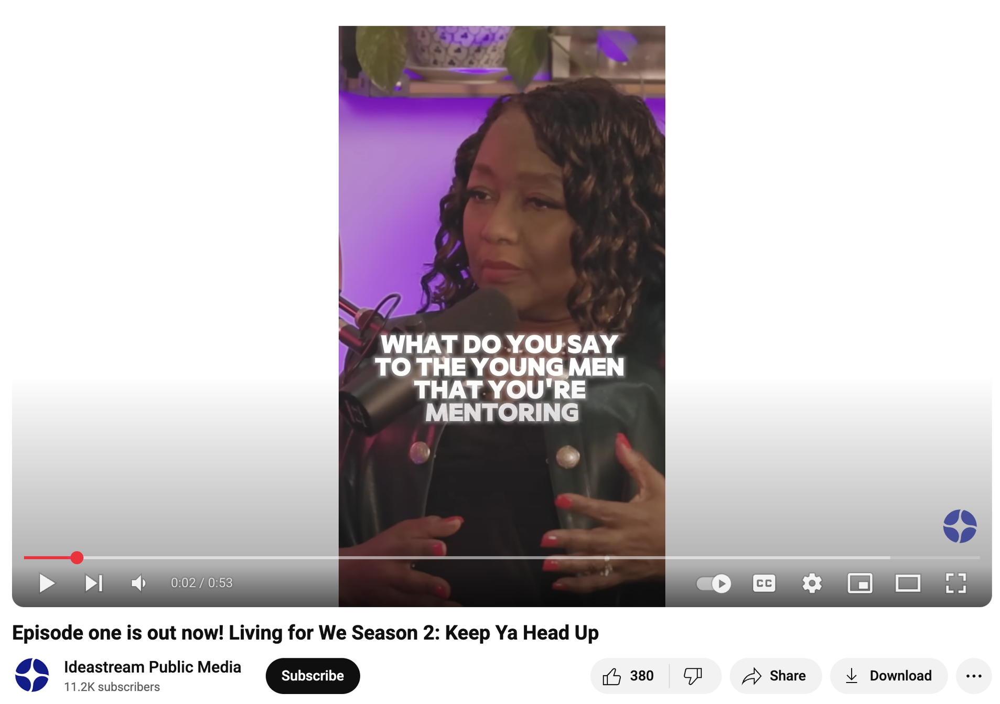 WHAT DO YOU SAY
TO THE YOUNG MEN
THAT YOU'RE
MENTORING
0:02 / 0:53
CC
Episode one is out now! Living for We Season 2: Keep Ya Head Up
Ideastream Public Media
11.2K subscribers
Subscribe
380
Share
Download